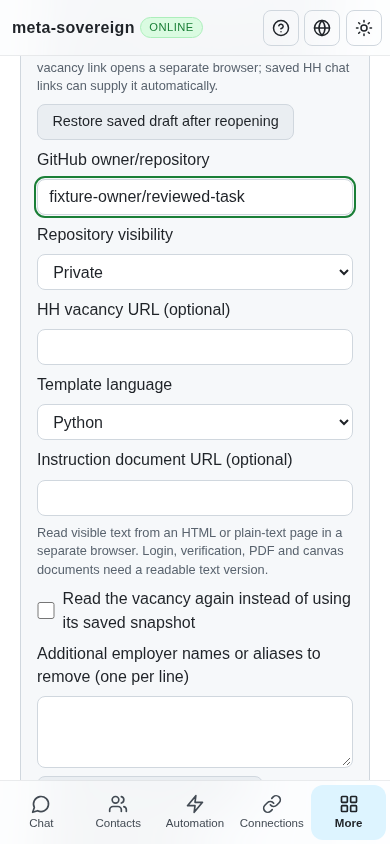 meta-sovereign ONLINE
vacancy link opens a separate browser; saved HH chat
links can supply it automatically.
Restore saved draft after reopening
GitHub owner/repository
fixture-owner/reviewed-task
Repository visibility
Private
HH vacancy URL (optional)
Template language
Python
Instruction document URL (optional)
Read visible text from an HTML or plain-text page in a
separate browser. Login, verification, PDF and canvas
documents need a readable text version.
Read the vacancy again instead of using
its saved snapshot
Additional employer names or aliases to
remove (one per line)
Chat Contacts Automation Connections More